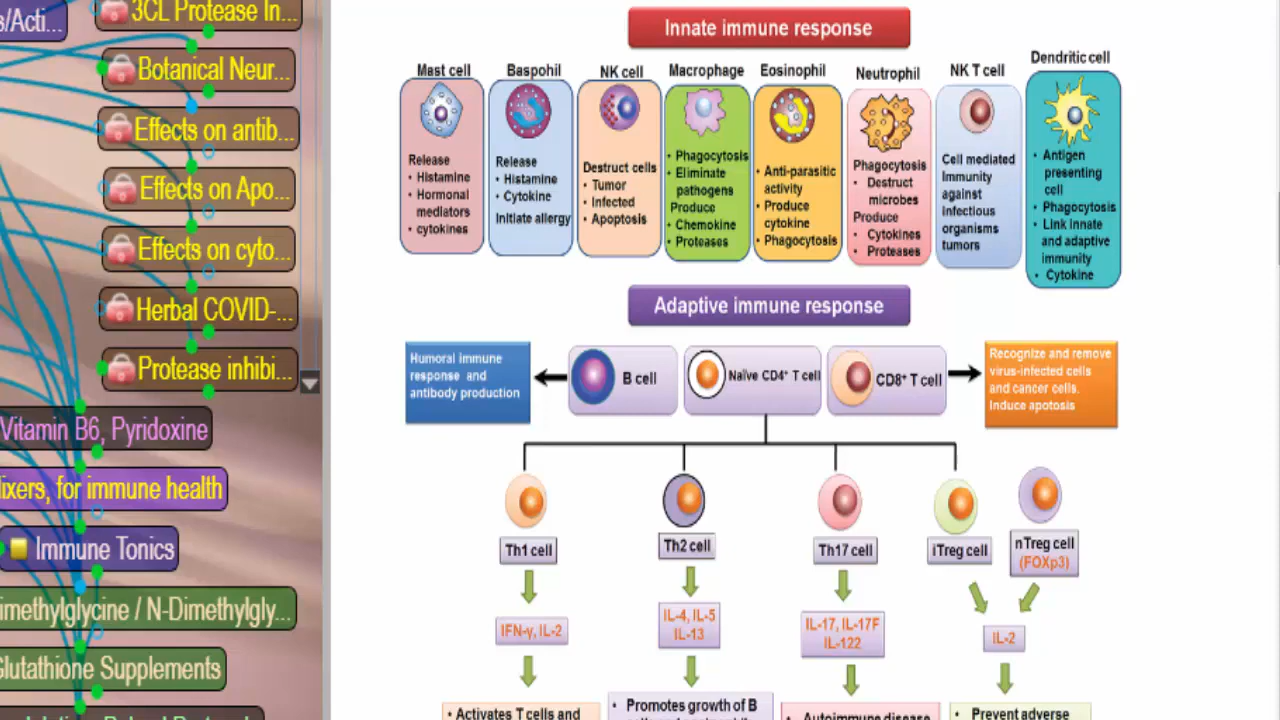 s/Acti...
3CL Protease In...
Botanical Neur...
Effects on antib...
Effects on Apo...
Effects on cyto...
Herbal COVID-...
Protease inhibi...
Vitamin B6, Pyridoxine
lixers, for immune health
Immune Tonics
imethylglycine / N-Dimethylgly...
Glutathione Supplements
Innate immune response
Mast cell
Release
• Histamine
• Hormonal
mediators
• cytokines
Baspohil
Release
• Histamine
• Cytokine
Initiate allergy
NK cell
Destruct cells
• Tumor
• Infected
• Apoptosis
Macrophage
• Phagocytosis
• Eliminate
pathogens
Produce
• Chemokine
• Proteases
Eosinophil
• Anti-parasitic
activity
• Produce
cytokine
• Phagocytosis
Neutrophil
Phagocytosis
• Destruct
microbes
Produce
• Cytokines
• Proteases
NK T cell
Cell mediated
Immunity
against
infectious
organisms
tumors
Dendritic cell
• Antigen
presenting
cell
• Phagocytosis
• Link innate
and adaptive
immunity
• Cytokine
Adaptive immune response
Humoral immune
response and
antibody production
B cell
Naïve CD4⁺ T cell
CD8⁺ T cell
Recognize and remove
virus-infected cells
and cancer cells.
Induce apotosis
Th1 cell
Th2 cell
Th17 cell
iTreg cell
nTreg cell
(FOXp3)
IFN-γ, IL-2
IL-4, IL-5
IL-13
IL-17, IL-17F
IL-122
IL-2
• Activates T cells and
• Promotes growth of B
• Autoimmune disease
• Prevent adverse